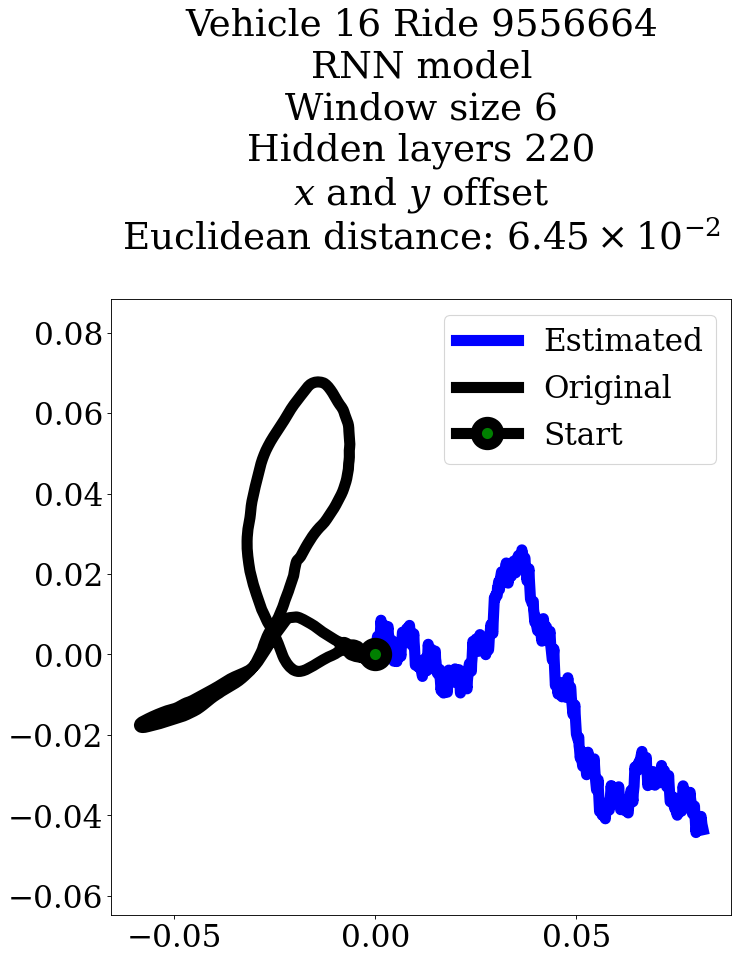 Vehicle 16 Ride 9556664
RNN model
Window size 6
Hidden layers 220
x and y offset
Euclidean distance: 6.45 × 10⁻²
Estimated
Original
Start
0.08
0.06
0.04
0.02
0.00
−0.02
−0.04
−0.06
−0.05
0.00
0.05